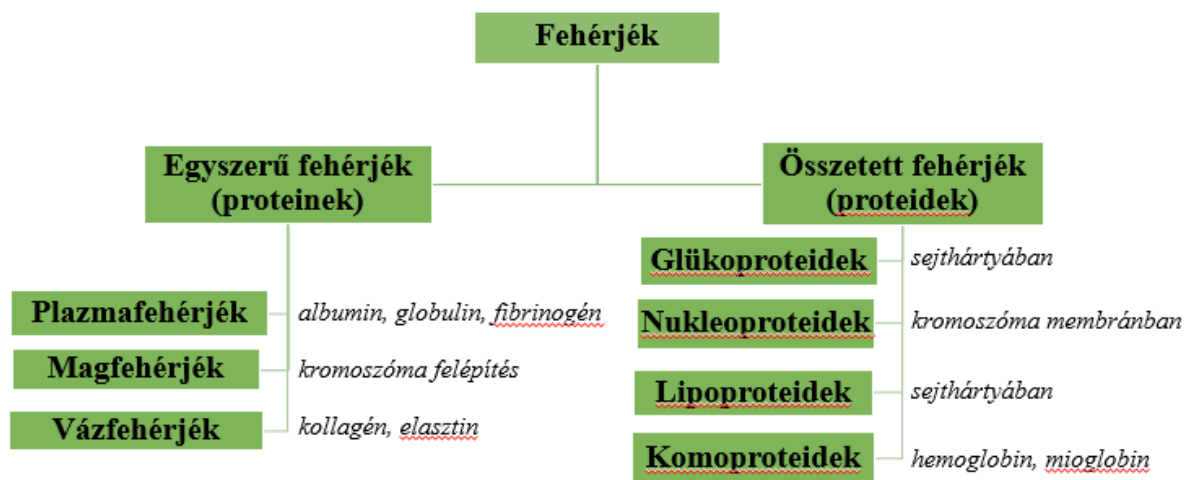 Fehérjék
Egyszerű fehérjék
(proteinek)
Plazmafehérjék
albumin, globulin, fibrinogén
Magfehérjék
kromoszóma felépítés
Vázfehérjék
kollagén, elasztin
Összetett fehérjék
(proteidek)
Glükoproteidek
sejthártyában
Nukleoproteidek
kromoszóma membránban
Lipoproteidek
sejthártyában
Komoproteidek
hemoglobin, mioglobin